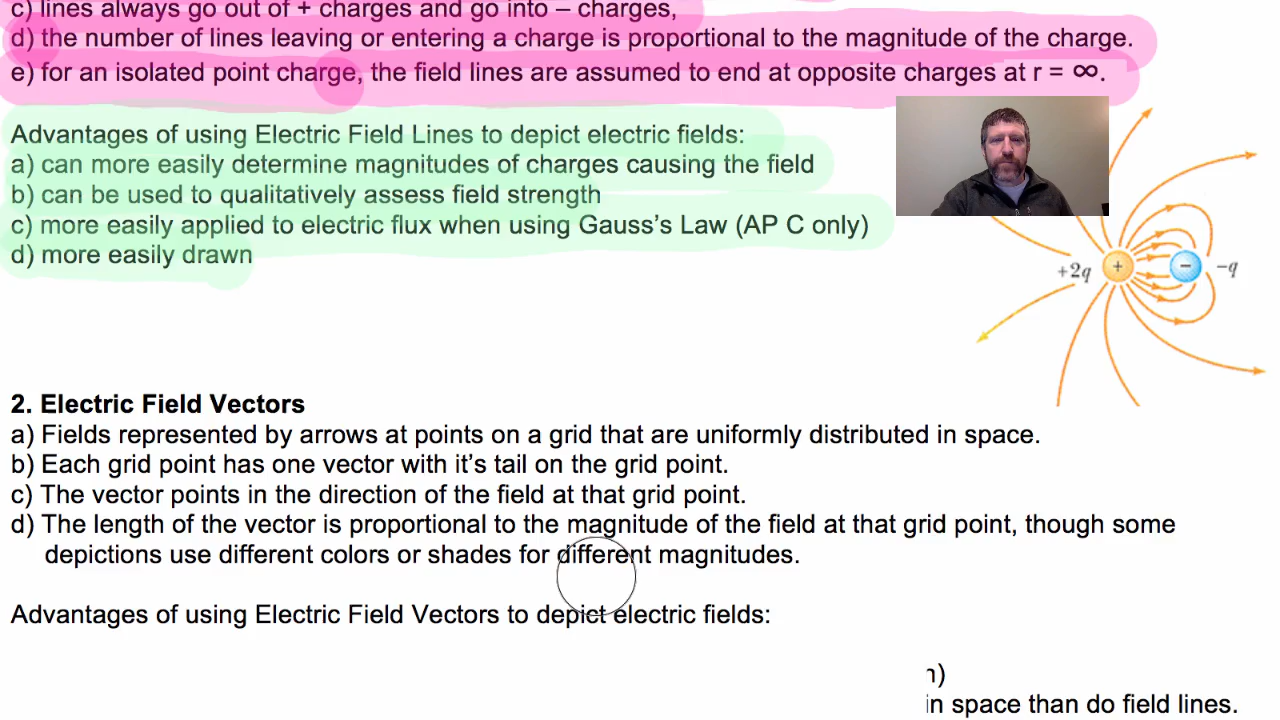 c) lines always go out of + charges and go into – charges,
d) the number of lines leaving or entering a charge is proportional to the magnitude of the charge.
e) for an isolated point charge, the field lines are assumed to end at opposite charges at r = ∞.
Advantages of using Electric Field Lines to depict electric fields:
a) can more easily determine magnitudes of charges causing the field
b) can be used to qualitatively assess field strength
c) more easily applied to electric flux when using Gauss’s Law (AP C only)
d) more easily drawn
+2q + − −q
2. Electric Field Vectors
a) Fields represented by arrows at points on a grid that are uniformly distributed in space.
b) Each grid point has one vector with it’s tail on the grid point.
c) The vector points in the direction of the field at that grid point.
d) The length of the vector is proportional to the magnitude of the field at that grid point, though some
depictions use different colors or shades for different magnitudes.
Advantages of using Electric Field Vectors to depict electric fields:
)
in space than do field lines.